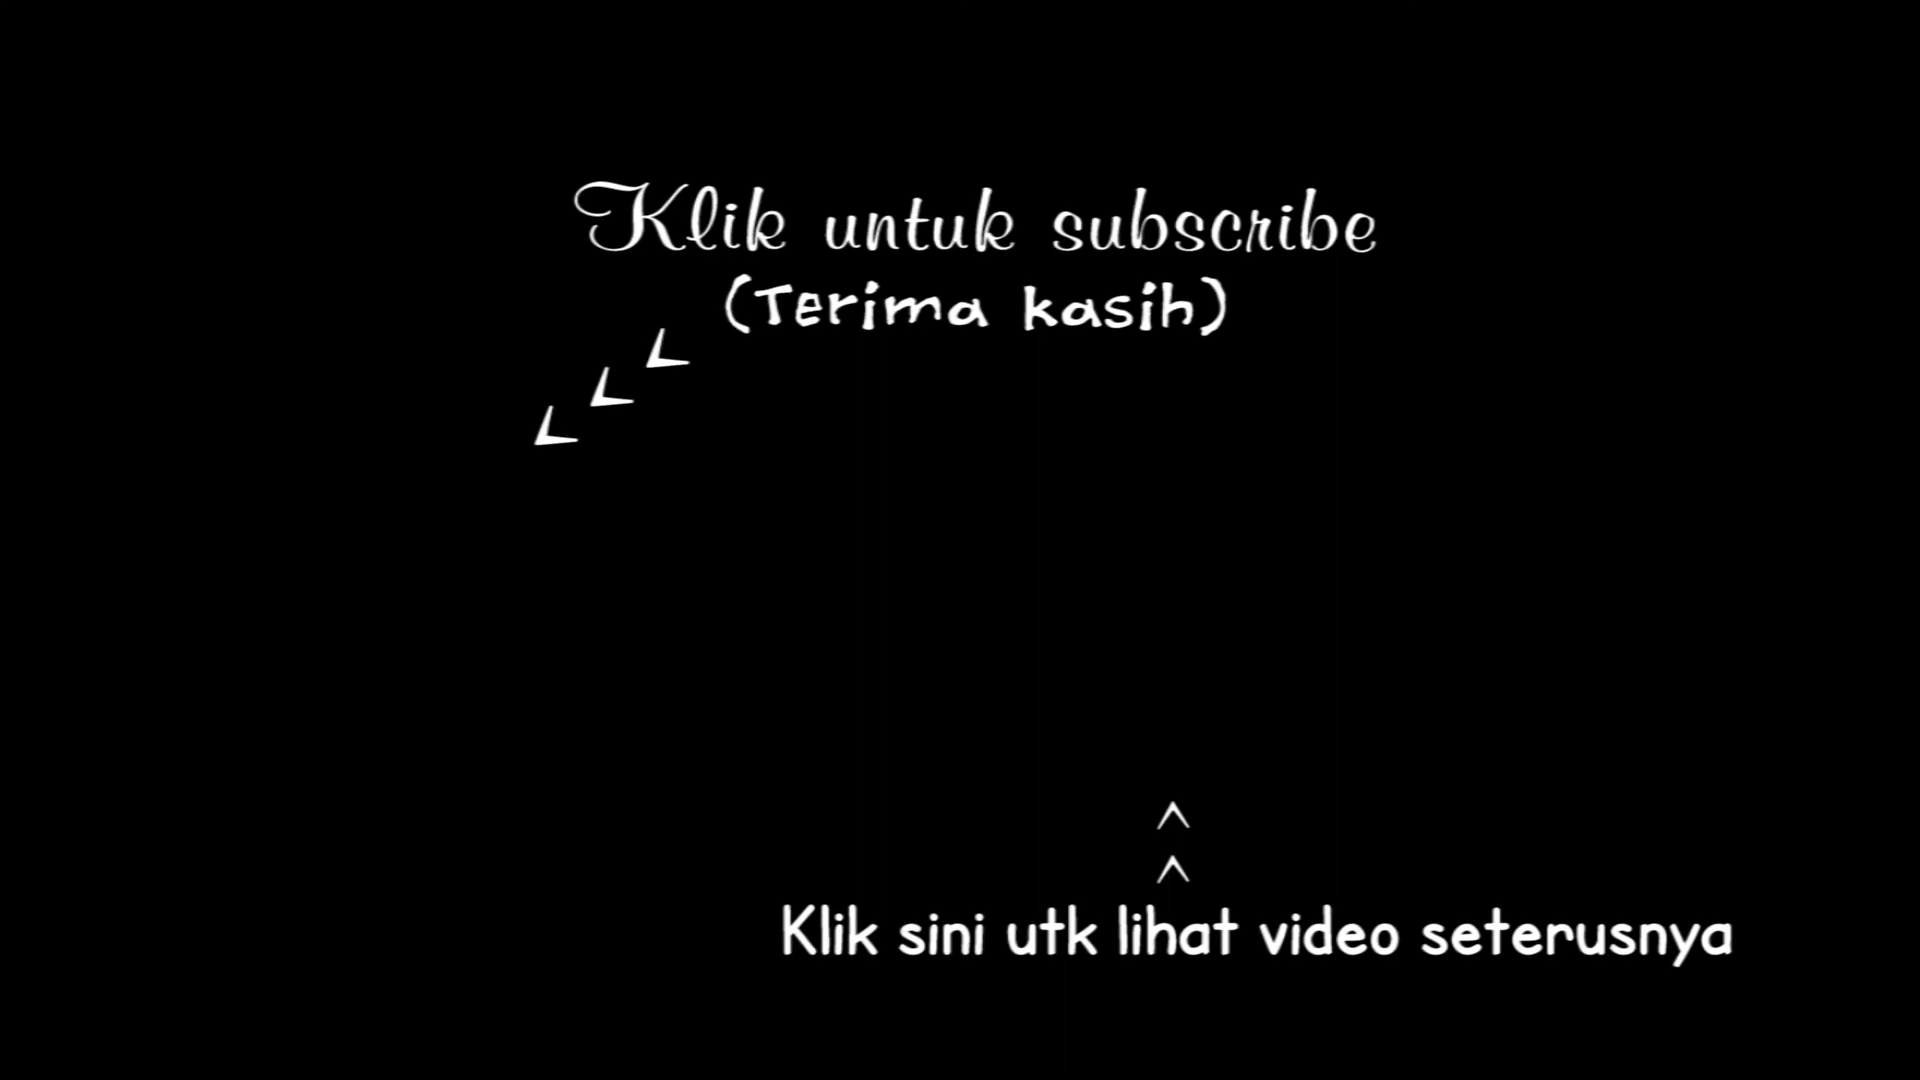 Klik untuk subscribe
(Terima kasih)
Klik sini utk lihat video seterusnya